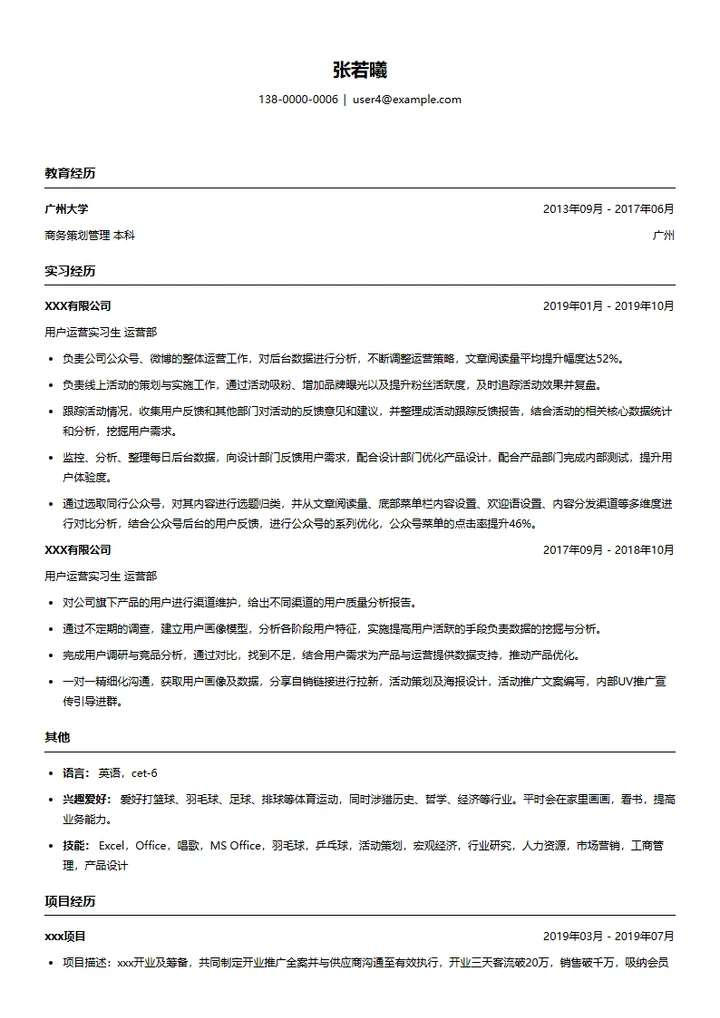 张若曦
138-0000-0006 | user4@example.com
教育经历
广州大学 2013年09月 - 2017年06月
商务策划管理 本科 广州
实习经历
XXX有限公司 2019年01月 - 2019年10月
用户运营实习生 运营部
• 负责公司公众号、微博的整体运营工作，对后台数据进行分析，不断调整运营策略，文章阅读量平均提升幅度达52%。
• 负责线上活动的策划与实施工作，通过活动吸粉、增加品牌曝光以及提升粉丝活跃度，及时追踪活动效果并复盘。
• 跟踪活动情况，收集用户反馈和其他部门对活动的反馈意见和建议，并整理成活动跟踪反馈报告，结合活动的相关核心数据统计
和分析，挖掘用户需求。
• 监控、分析、整理每日后台数据，向设计部门反馈用户需求，配合设计部门优化产品设计，配合产品部门完成内部测试，提升用
户体验度。
• 通过选取同行公众号，对其内容进行选题归类，并从文章阅读量、底部菜单栏内容设置、欢迎语设置、内容分发渠道等多维度进
行对比分析，结合公众号后台的用户反馈，进行公众号的系列优化，公众号菜单的点击率提升46%。
XXX有限公司 2017年09月 - 2018年10月
用户运营实习生 运营部
• 对公司旗下产品的用户进行渠道维护，给出不同渠道的用户质量分析报告。
• 通过不定期的调查，建立用户画像模型，分析各阶段用户特征，实施提高用户活跃的手段负责数据的挖掘与分析。
• 完成用户调研与竞品分析，通过对比，找到不足，结合用户需求为产品与运营提供数据支持，推动产品优化。
• 一对一精细化沟通，获取用户画像及数据，分享自销链接进行拉新，活动策划及海报设计，活动推广文案编写，内部UV推广宣
传引导进群。
其他
• 语言： 英语，cet-6
• 兴趣爱好： 爱好打篮球、羽毛球、足球、排球等体育运动，同时涉猎历史、哲学、经济等行业。平时会在家里画画，看书，提高
业务能力。
• 技能： Excel，Office，唱歌，MS Office，羽毛球，乒乓球，活动策划，宏观经济，行业研究，人力资源，市场营销，工商管
理，产品设计
项目经历
xxx项目 2019年03月 - 2019年07月
• 项目描述：xxx开业及筹备，共同制定开业推广全案并与供应商沟通至有效执行，开业三天客流破20万，销售破千万，吸纳会员